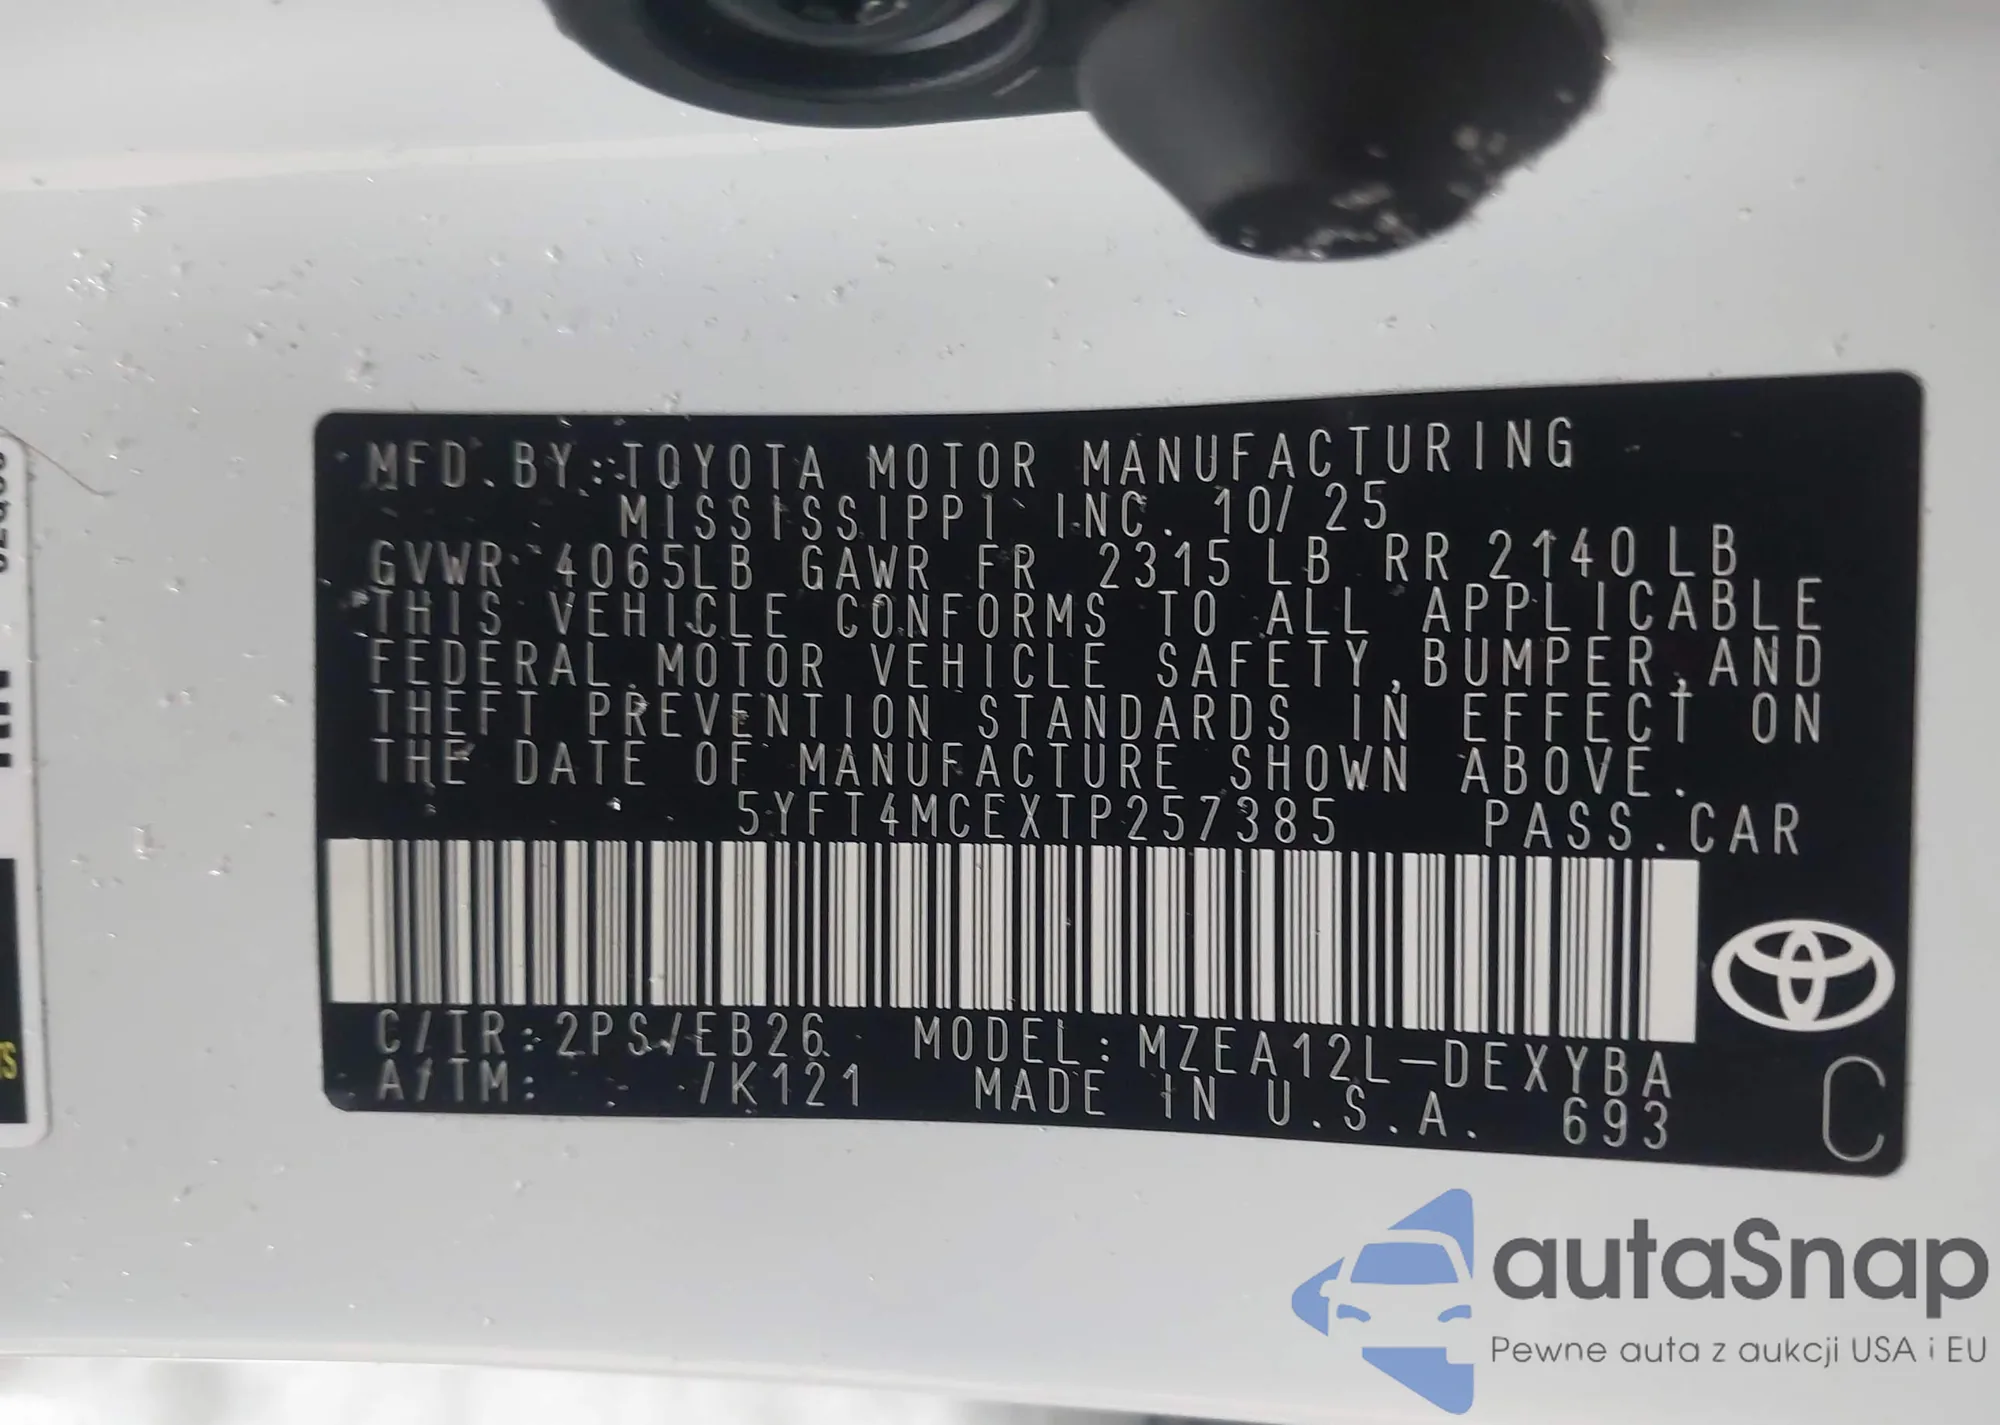 MFD.BY:TOYOTA MOTOR MANUFACTURING
MISSISSIPPI INC. 10/25
GVWR 4065LB GAWR FR 2315 LB RR 2140LB
THIS VEHICLE CONFORMS TO ALL APPLICABLE
FEDERAL MOTOR VEHICLE SAFETY,BUMPER,AND
THEFT PREVENTION STANDARDS IN EFFECT ON
THE DATE OF MANUFACTURE SHOWN ABOVE.
5YFT4MCEXTP257385 PASS.CAR
C/TR:2PS/EB26 MODEL:MZEA12L-DEXYBA
A/TM: /K121 MADE IN U.S.A. 693
C
autaSnap
Pewne auta z aukcji USA i EU